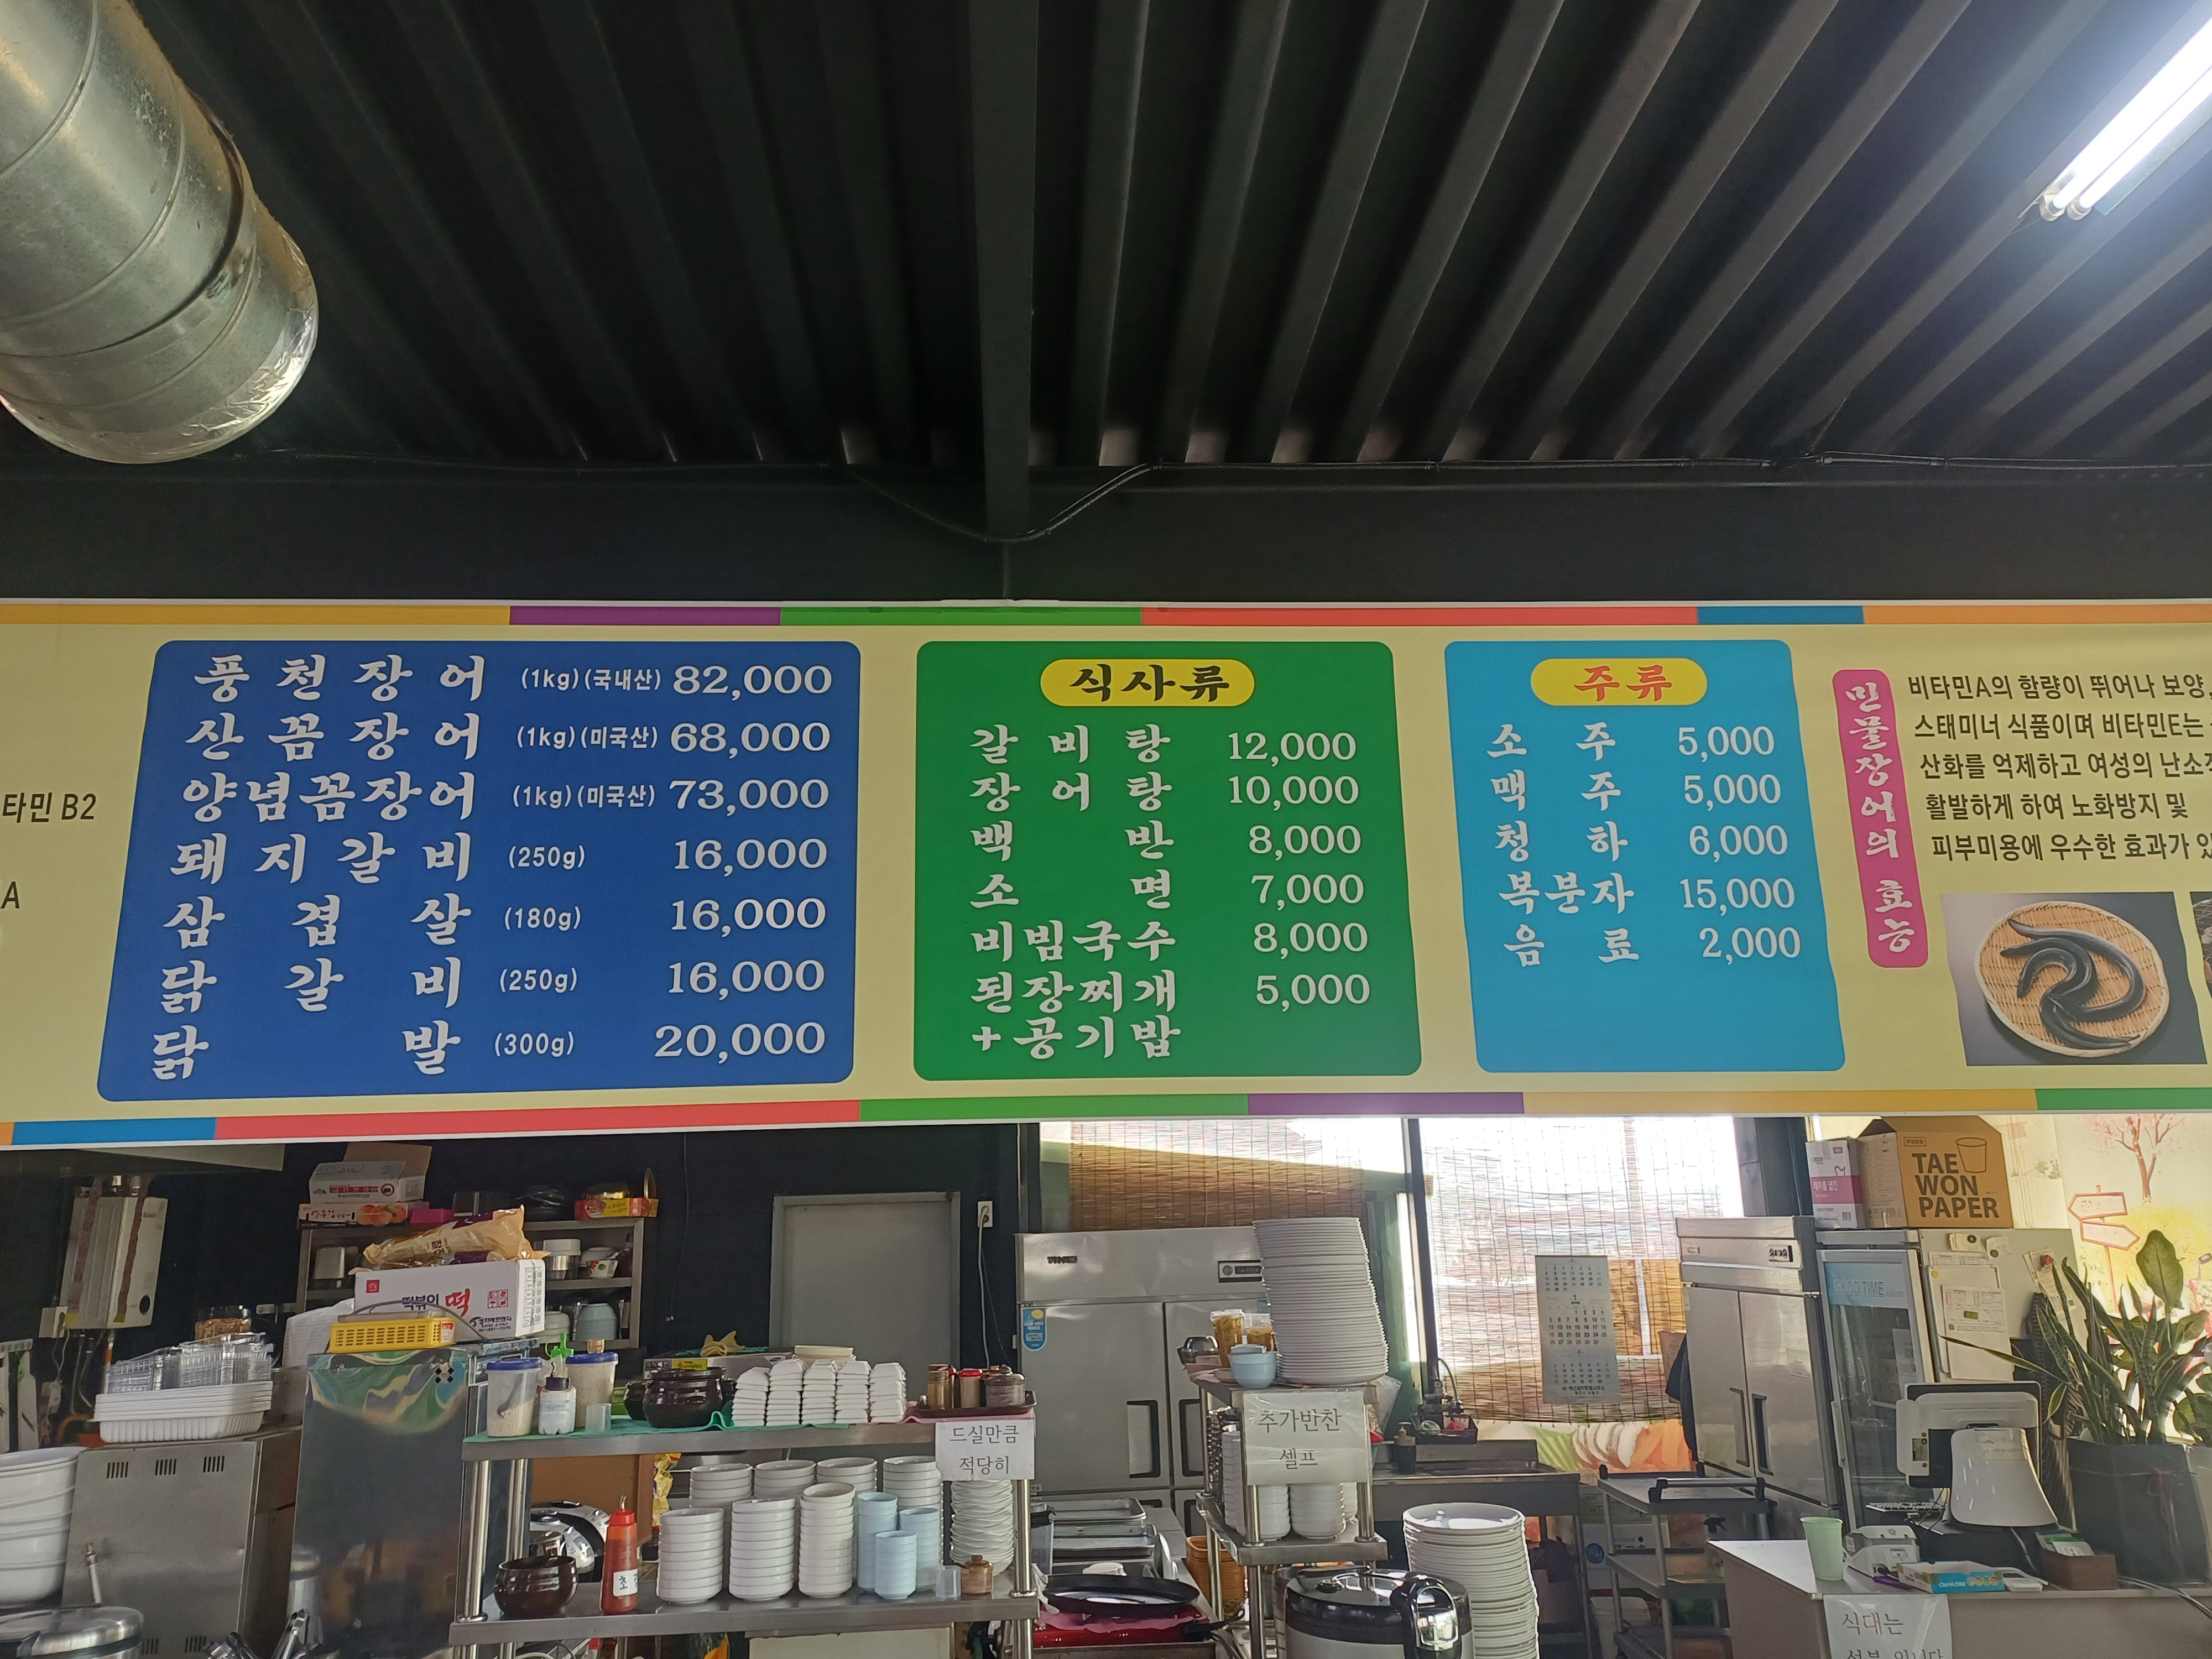 타민 B2
A
풍천장어 (1kg)(국내산) 82,000
산꼼장어 (1kg)(미국산) 68,000
양념꼼장어 (1kg)(미국산) 73,000
돼지갈비 (250g) 16,000
삼겹살 (180g) 16,000
닭갈비 (250g) 16,000
닭발 (300g) 20,000
식사류
갈비탕 12,000
장어탕 10,000
백반 8,000
소면 7,000
비빔국수 8,000
된장찌개 5,000
+공기밥
주류
소주 5,000
맥주 5,000
청하 6,000
복분자 15,000
음료 2,000
민물장어의 효능
비타민A의 함량이 뛰어나 보양,
스태미너 식품이며 비타민E는
산화를 억제하고 여성의 난소
활발하게 하여 노화방지 및
피부미용에 우수한 효과가 있
TAE
WON
PAPER
떡볶이 떡
GOOD TIME
드실만큼
적당히
추가반찬
셀프
초
식대는